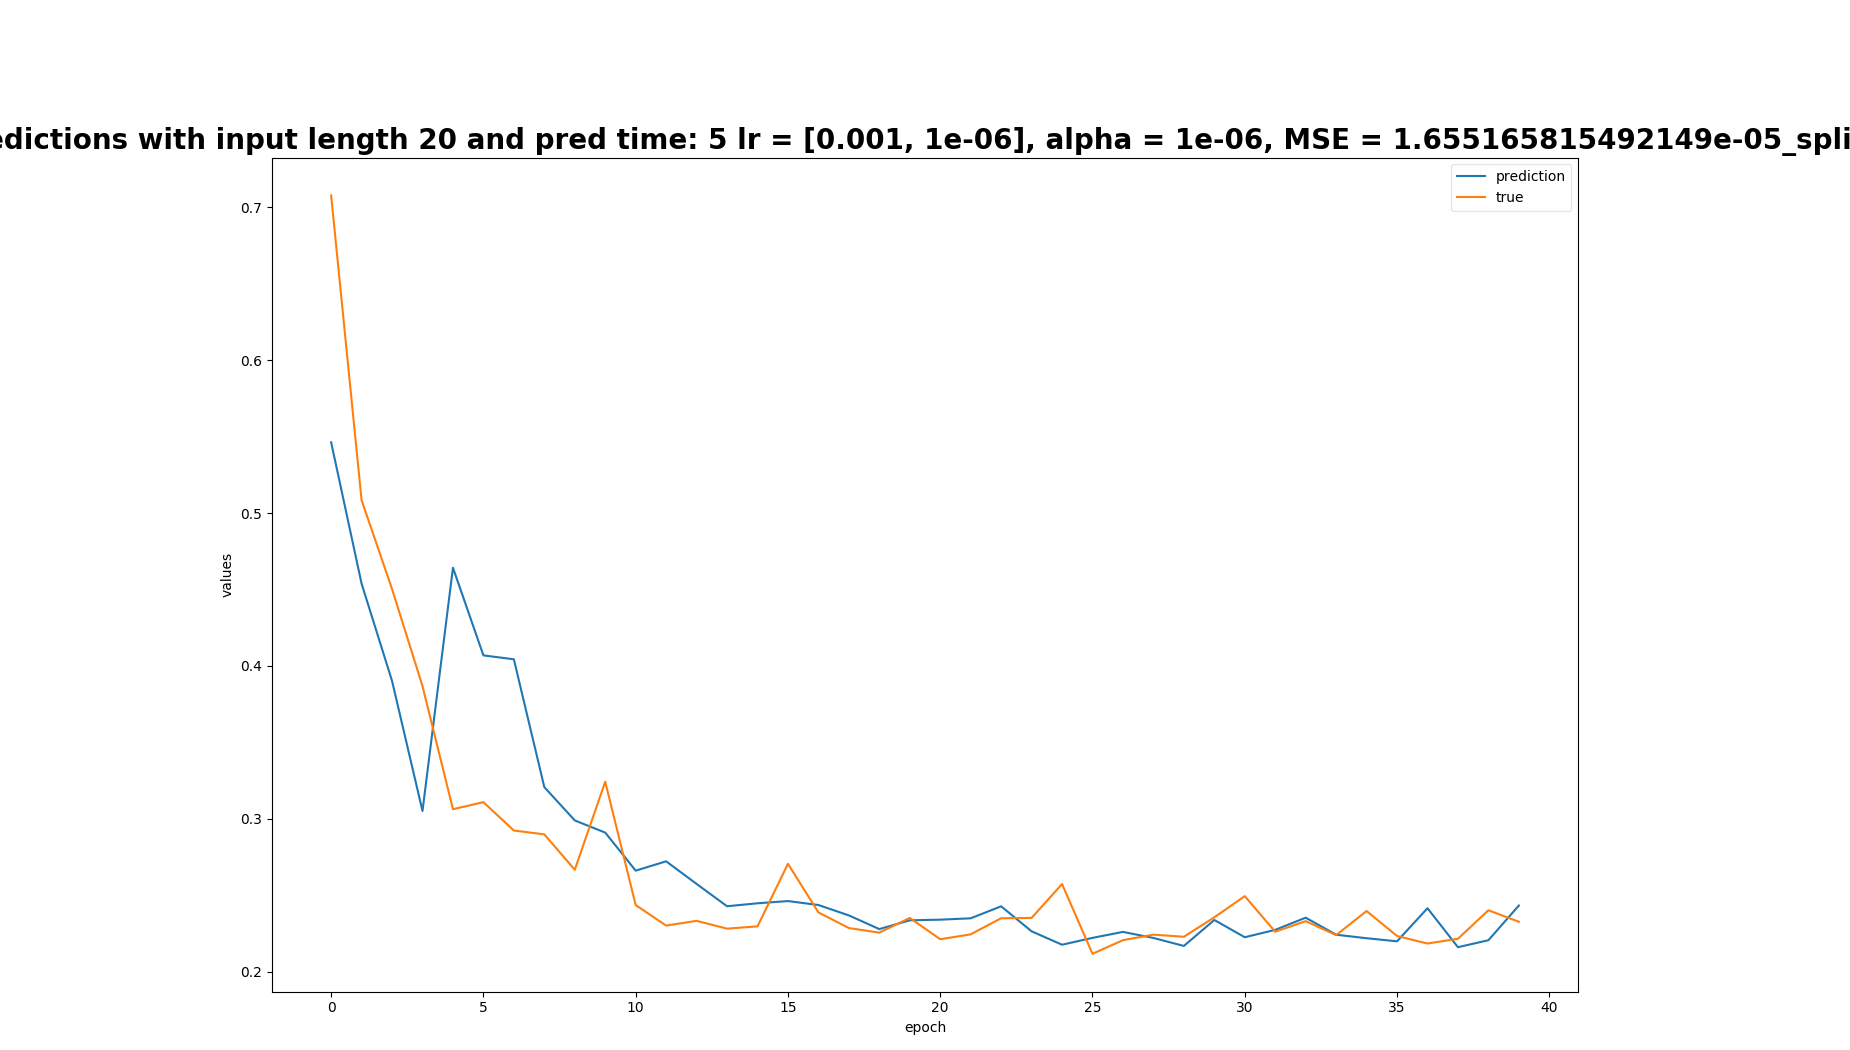 edictions with input length 20 and pred time: 5 lr = [0.001, 1e-06], alpha = 1e-06, MSE = 1.655165815492149e-05_spli
prediction
true
0.7
0.6
0.5
0.4
0.3
0.2
values
0 5 10 15 20 25 30 35 40
epoch